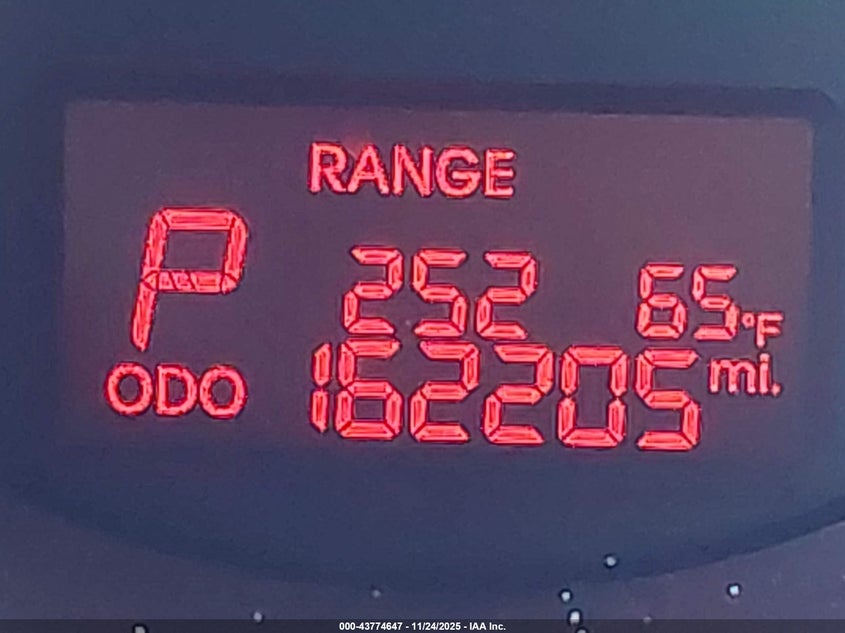 RANGE
P
252 65°F
ODO 162205 mi.
000-43774647 - 11/24/2025 - IAA Inc.